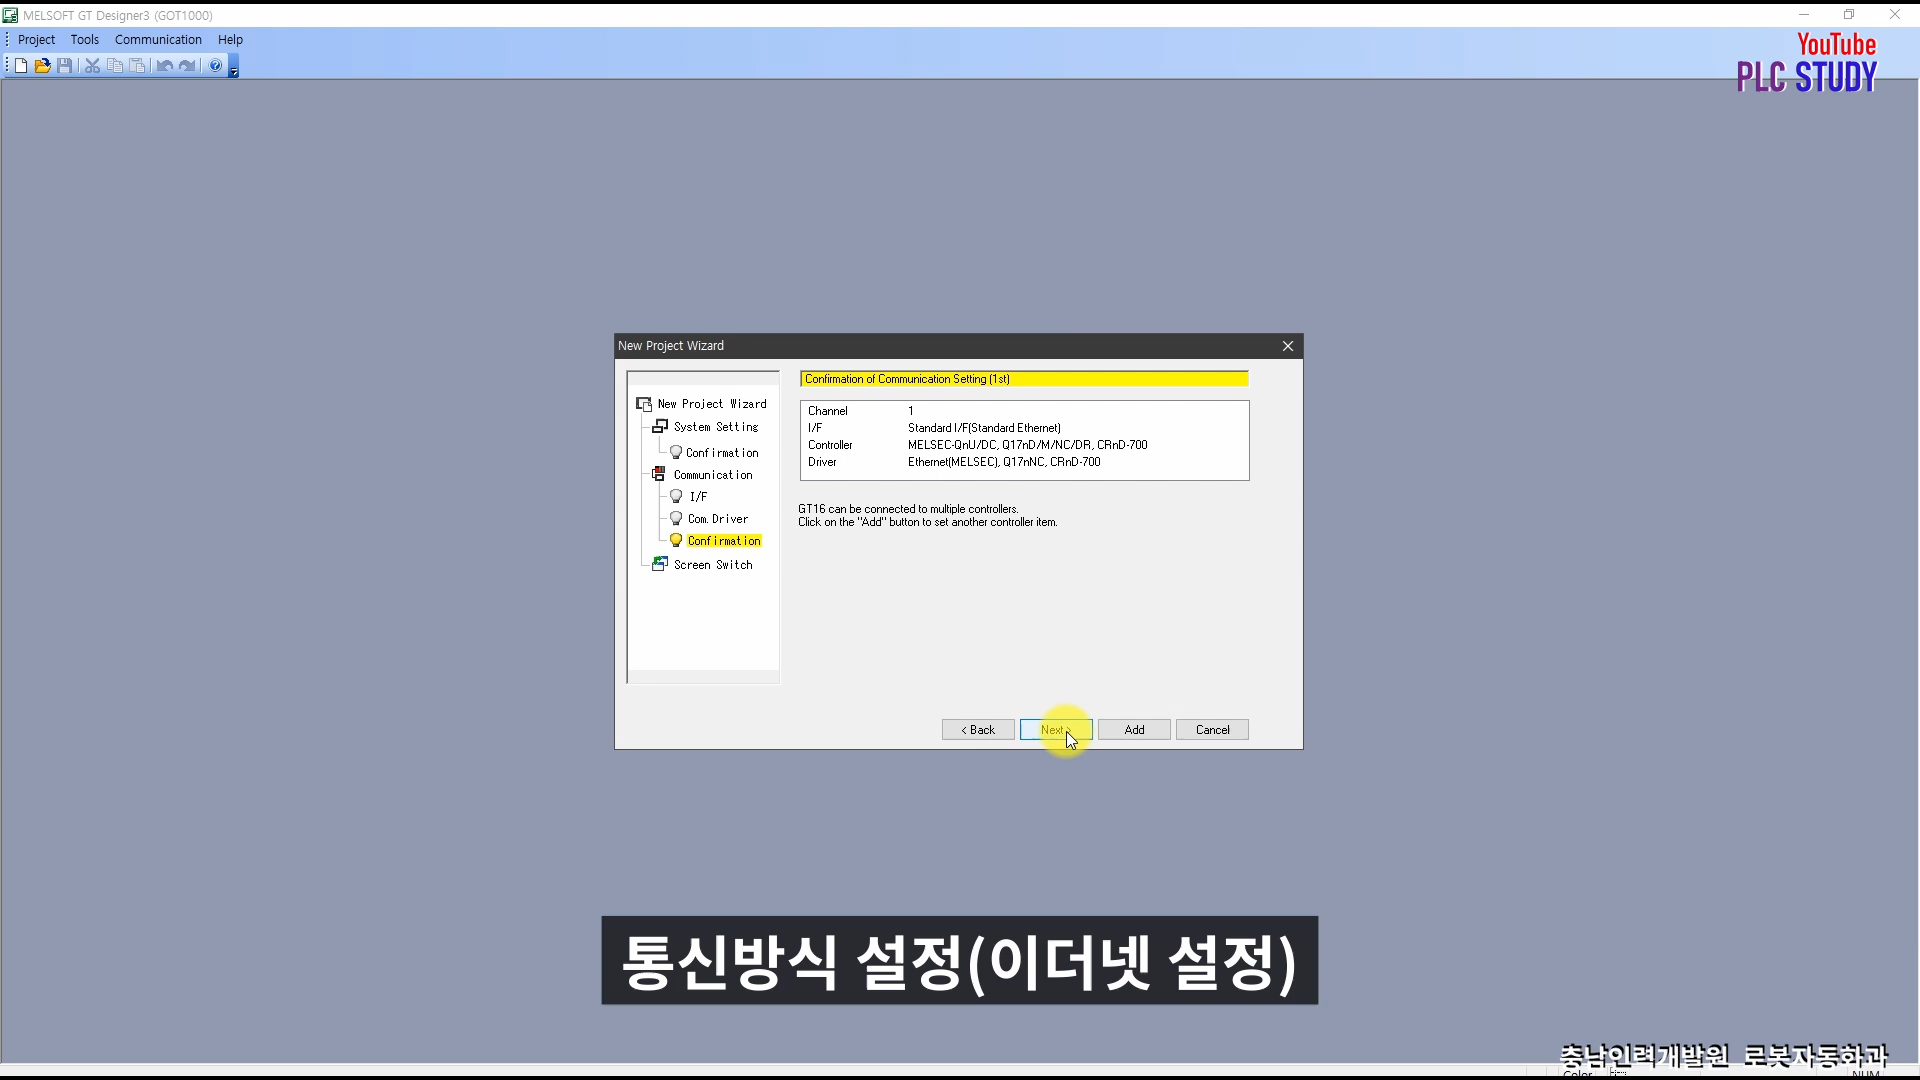 MELSOFT GT Designer3 (GOT1000)
Project Tools Communication Help
YouTube
PLC STUDY
New Project Wizard
Confirmation of Communication Setting (1st)
New Project Wizard
System Setting
Confirmation
Communication
I/F
Com. Driver
Confirmation
Screen Switch
Channel 1
I/F Standard I/F(Standard Ethernet)
Controller MELSEC-QnU/DC, Q17nD/M/NC/DR, CRnD-700
Driver Ethernet(MELSEC), Q17nNC, CRnD-700
GT16 can be connected to multiple controllers.
Click on the "Add" button to set another controller item.
< Back Next > Add Cancel
통신방식 설정(이더넷 설정)
충남인력개발원 로봇자동화과
Color NUM